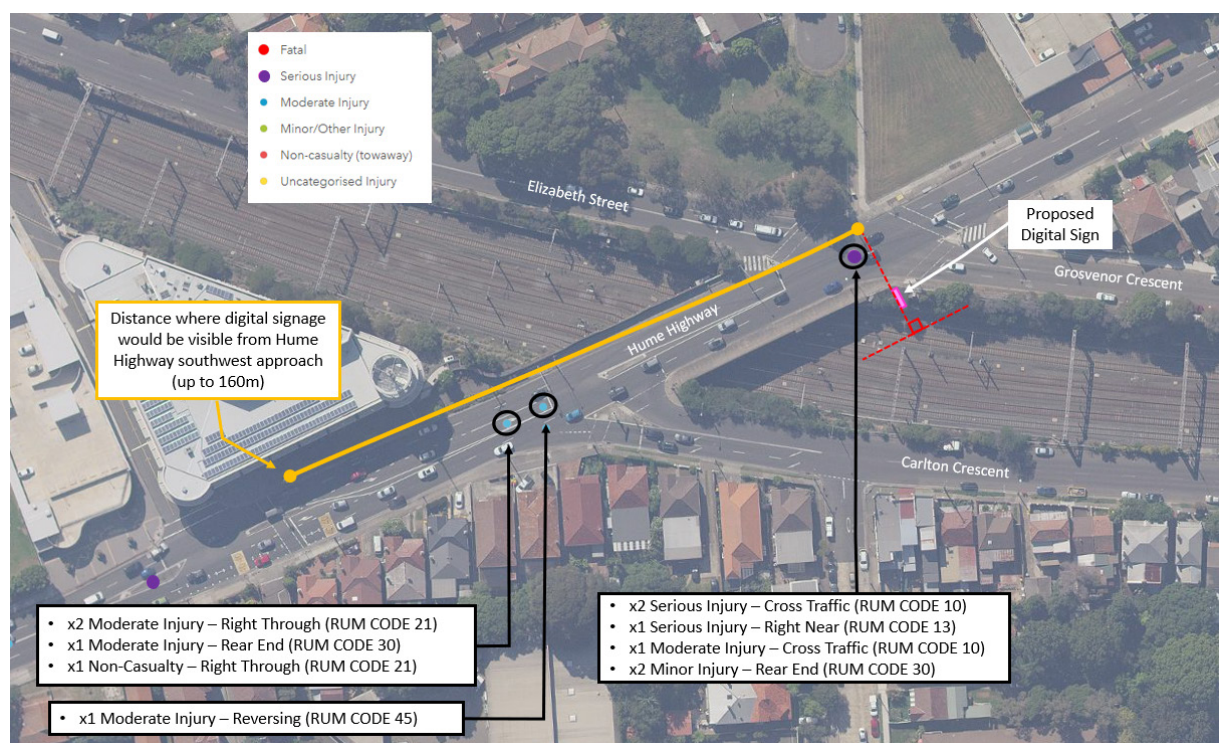 Fatal
Serious Injury
Moderate Injury
Minor/Other Injury
Non-casualty (towaway)
Uncategorised Injury
Elizabeth Street
Proposed
Digital Sign
Grosvenor Crescent
Distance where digital signage
would be visible from Hume
Highway southwest approach
(up to 160m)
Hume Highway
Carlton Crescent
• x2 Moderate Injury – Right Through (RUM CODE 21)
• x1 Moderate Injury – Rear End (RUM CODE 30)
• x1 Non-Casualty – Right Through (RUM CODE 21)
• x2 Serious Injury – Cross Traffic (RUM CODE 10)
• x1 Serious Injury – Right Near (RUM CODE 13)
• x1 Moderate Injury – Cross Traffic (RUM CODE 10)
• x2 Minor Injury – Rear End (RUM CODE 30)
• x1 Moderate Injury – Reversing (RUM CODE 45)